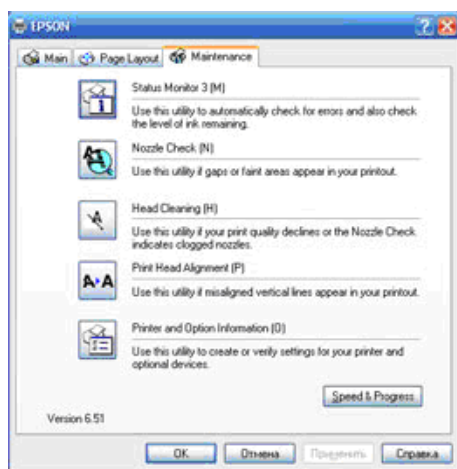 EPSON
Main Page Layout Maintenance
Status Monitor 3 (M)
Use this utility to automatically check for errors and also check
the level of ink remaining.
Nozzle Check (N)
Use this utility if gaps or faint areas appear in your printout.
Head Cleaning (H)
Use this utility if your print quality declines or the Nozzle Check
indicates clogged nozzles.
Print Head Alignment (P)
Use this utility if misaligned vertical lines appear in your printout.
Printer and Option Information (O)
Use this utility to create or verify settings for your printer and
optional devices.
Speed & Progress
Version 6.51
OK Отмена Применить Справка